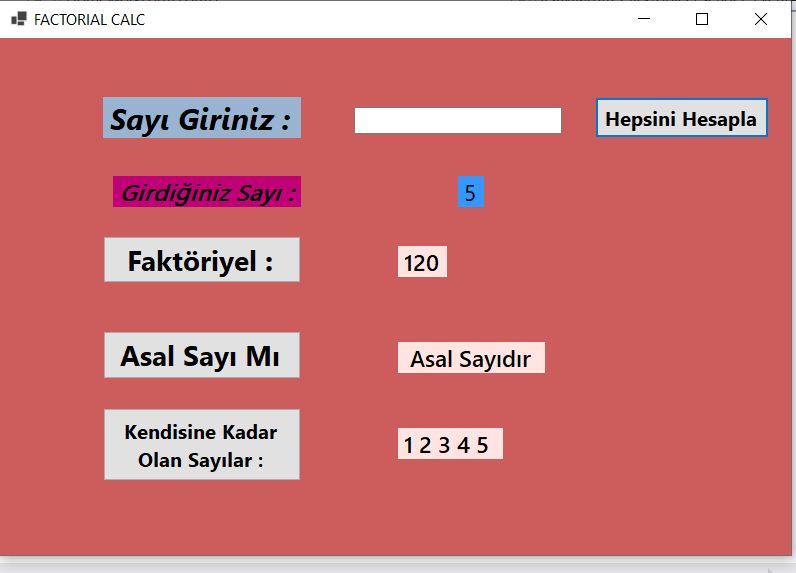 FACTORIAL CALC
Sayı Giriniz :
Hepsini Hesapla
Girdiğiniz Sayı :
5
Faktöriyel :
120
Asal Sayı Mı
Asal Sayıdır
Kendisine Kadar
Olan Sayılar :
1 2 3 4 5